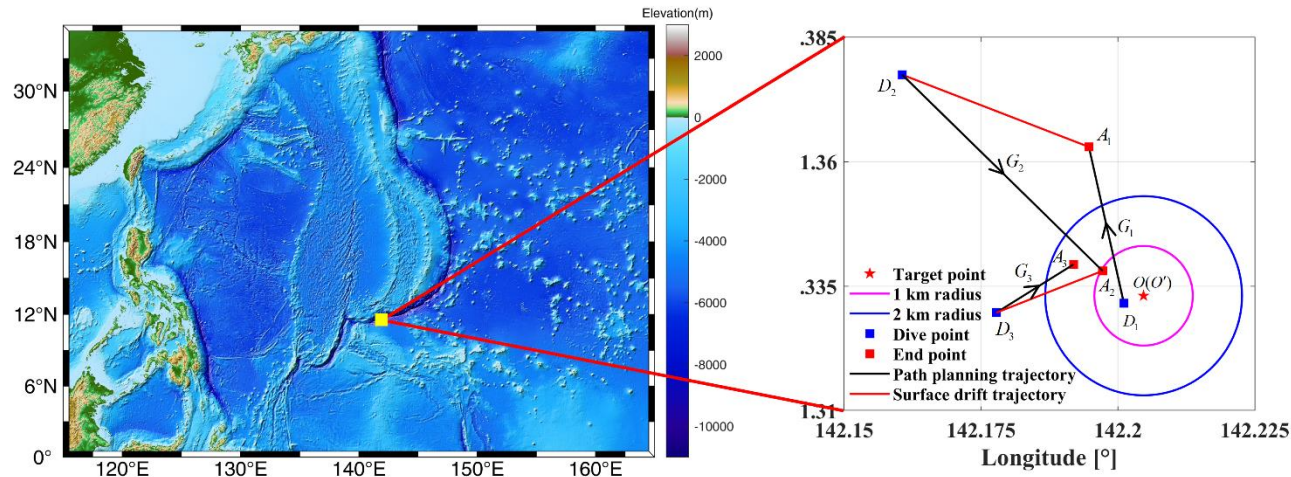 Elevation(m)
2000
0
-2000
-4000
-6000
-8000
-10000
30°N
24°N
18°N
12°N
6°N
0°
120°E
130°E
140°E
150°E
160°E
.385
1.36
.335
1.31
142.15
142.175
142.2
142.225
Longitude [°]
D2
A1
G2
G1
A3
G3
A2
O(O′)
D1
D3
Target point
1 km radius
2 km radius
Dive point
End point
Path planning trajectory
Surface drift trajectory